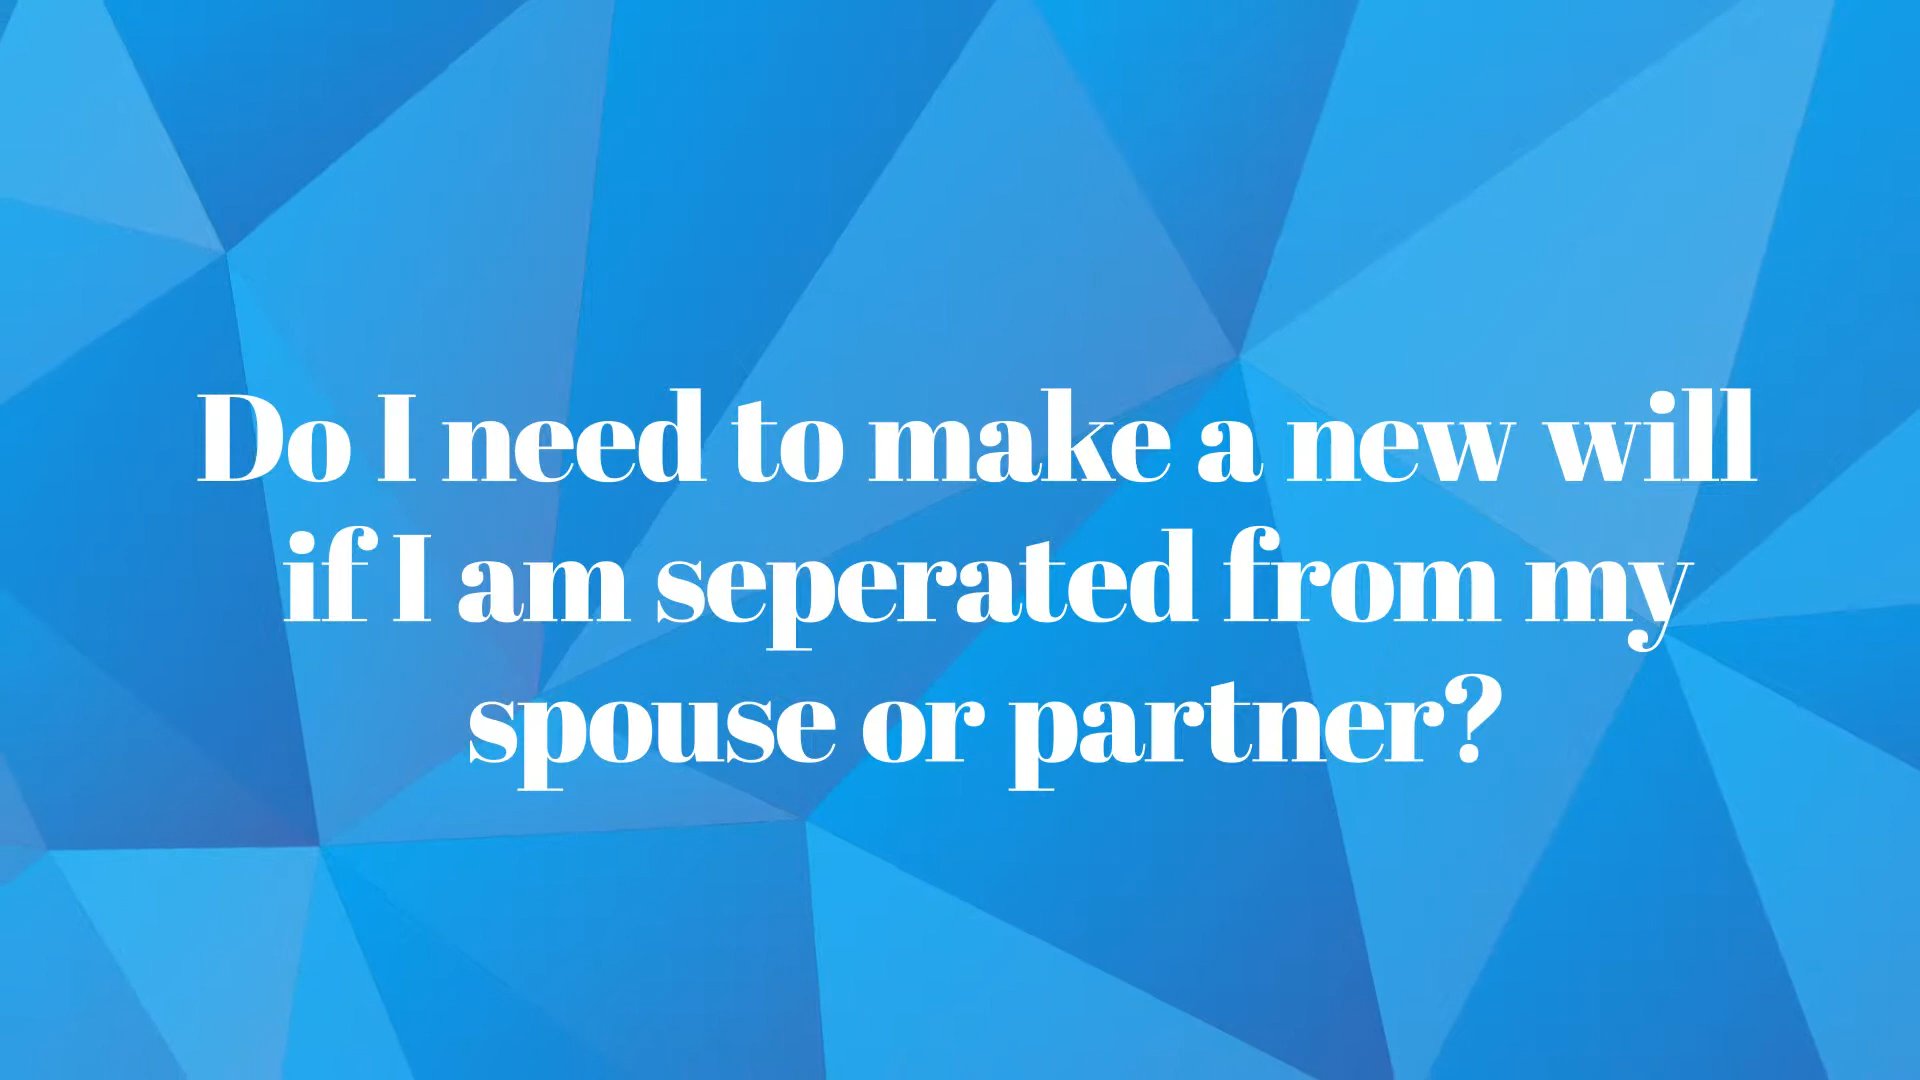 Do I need to make a new will
if I am seperated from my
spouse or partner?